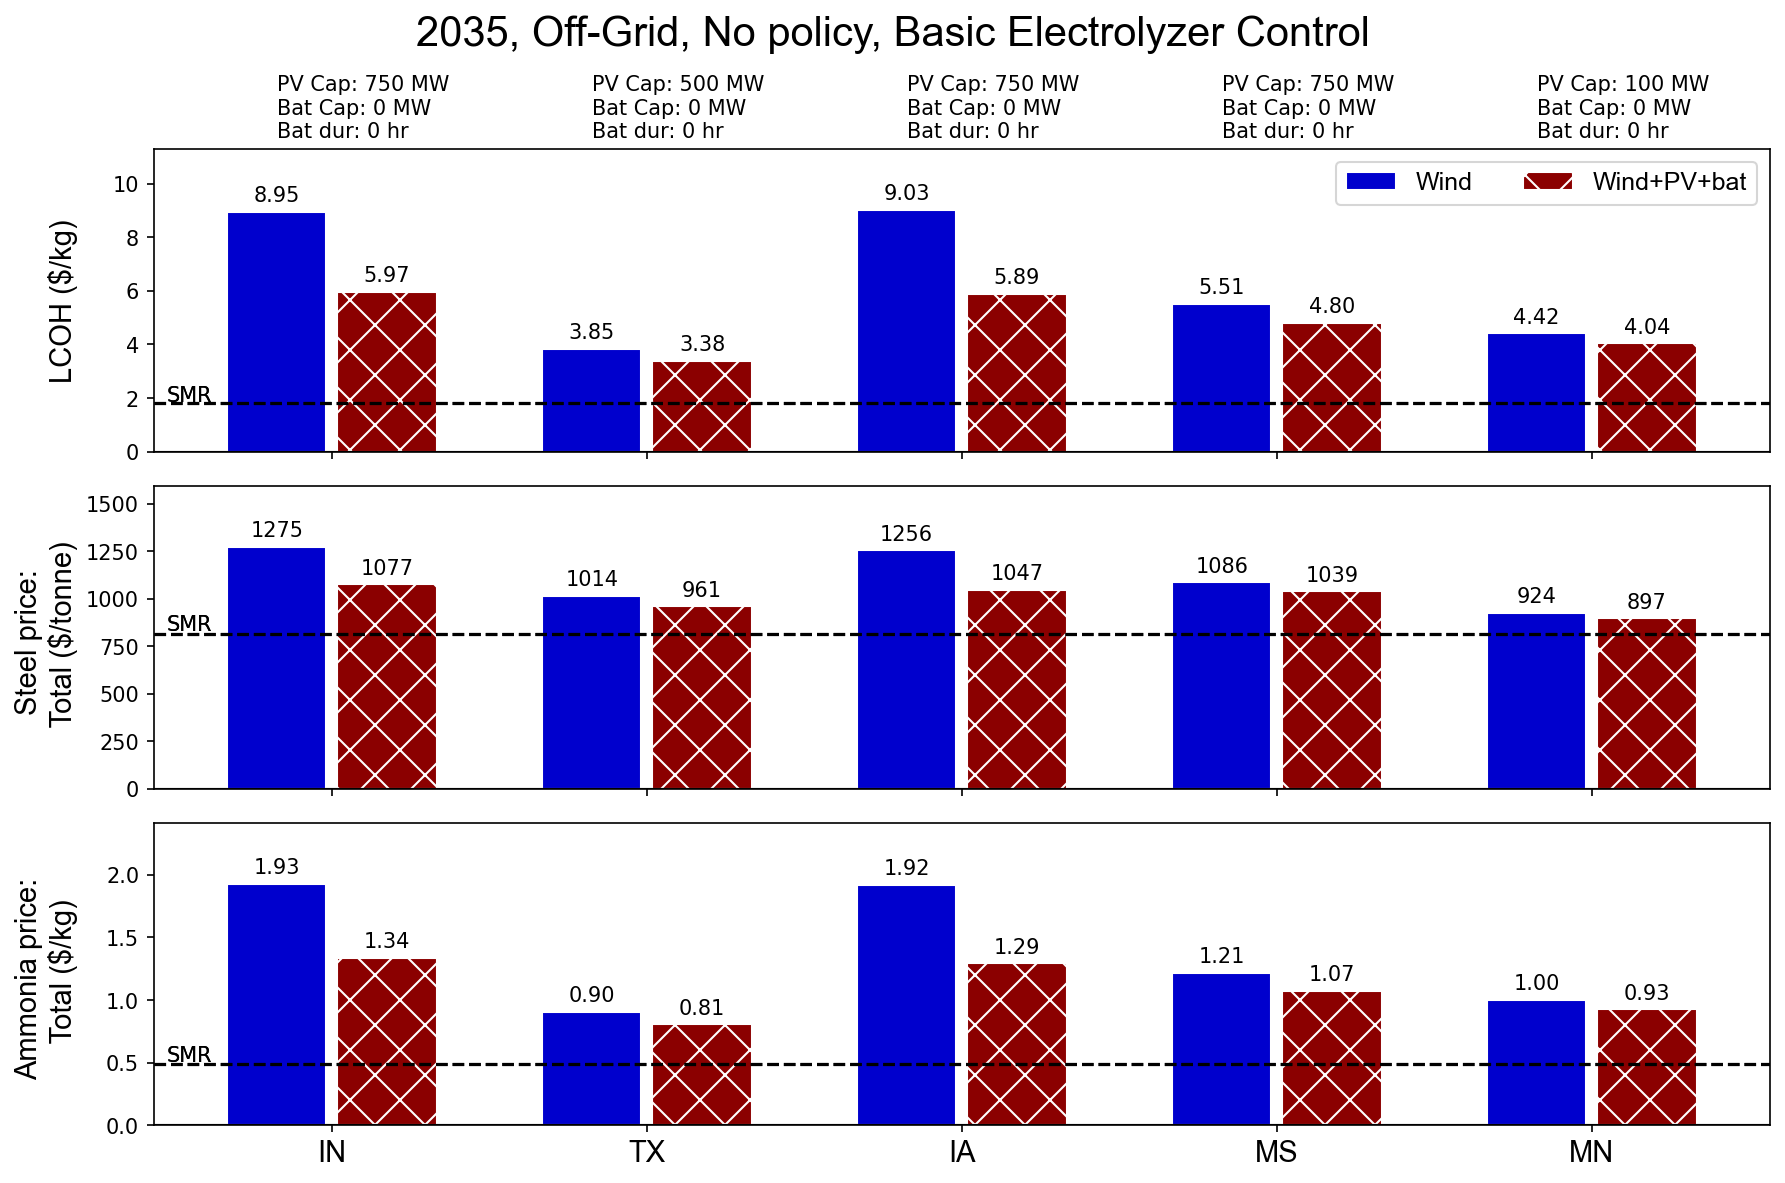 2035, Off-Grid, No policy, Basic Electrolyzer Control
PV Cap: 750 MW
Bat Cap: 0 MW
Bat dur: 0 hr
PV Cap: 500 MW
Bat Cap: 0 MW
Bat dur: 0 hr
PV Cap: 750 MW
Bat Cap: 0 MW
Bat dur: 0 hr
PV Cap: 750 MW
Bat Cap: 0 MW
Bat dur: 0 hr
PV Cap: 100 MW
Bat Cap: 0 MW
Bat dur: 0 hr
LCOH ($/kg)
10
8
6
4
2
0
SMR
Wind
Wind+PV+bat
8.95
5.97
3.85
3.38
9.03
5.89
5.51
4.80
4.42
4.04
Steel price:
Total ($/tonne)
1500
1250
1000
750
500
250
0
SMR
1275
1077
1014
961
1256
1047
1086
1039
924
897
Ammonia price:
Total ($/kg)
2.0
1.5
1.0
0.5
0.0
SMR
1.93
1.34
0.90
0.81
1.92
1.29
1.21
1.07
1.00
0.93
IN
TX
IA
MS
MN